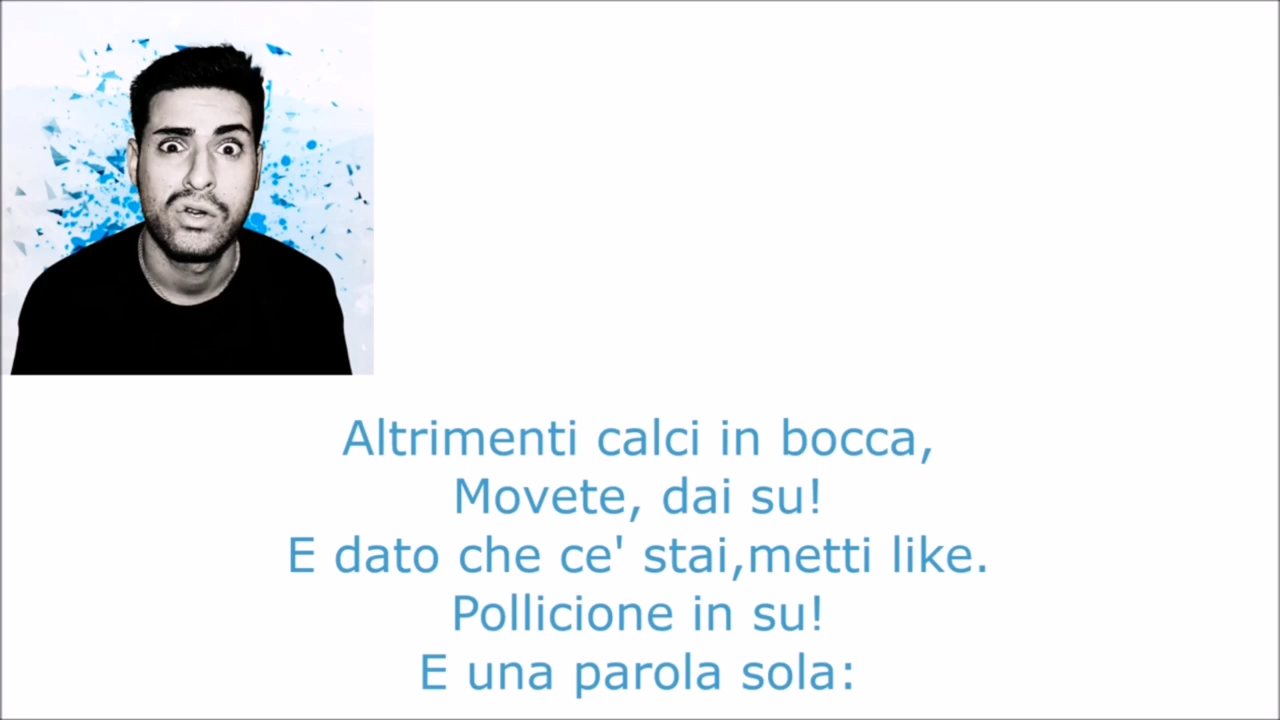 Altrimenti calci in bocca,
Movete, dai su!
E dato che ce' stai,metti like.
Pollicione in su!
E una parola sola: